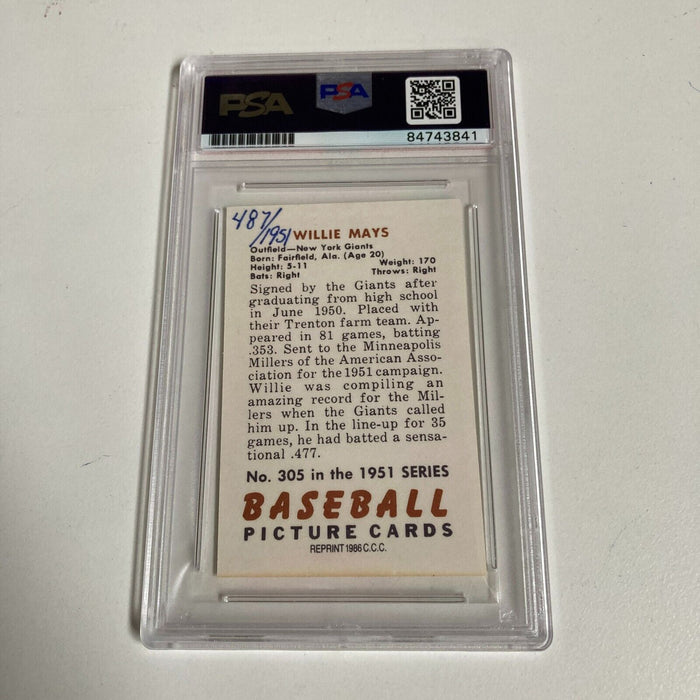 PSA
PSA
84743841
487/
/1951
WILLIE MAYS
Outfield—New York Giants
Born: Fairfield, Ala. (Age 20)
Height: 5-11 Weight: 170
Bats: Right Throws: Right
Signed by the Giants after
graduating from high school
in June 1950. Placed with
their Trenton farm team. Ap-
peared in 81 games, batting
.353. Sent to the Minneapolis
Millers of the American Asso-
ciation for the 1951 campaign.
Willie was compiling an
amazing record for the Mil-
lers when the Giants called
him up. In the line-up for 35
games, he had batted a sensa-
tional .477.
No. 305 in the 1951 SERIES
BASEBALL
PICTURE CARDS
REPRINT 1986 C.C.C.